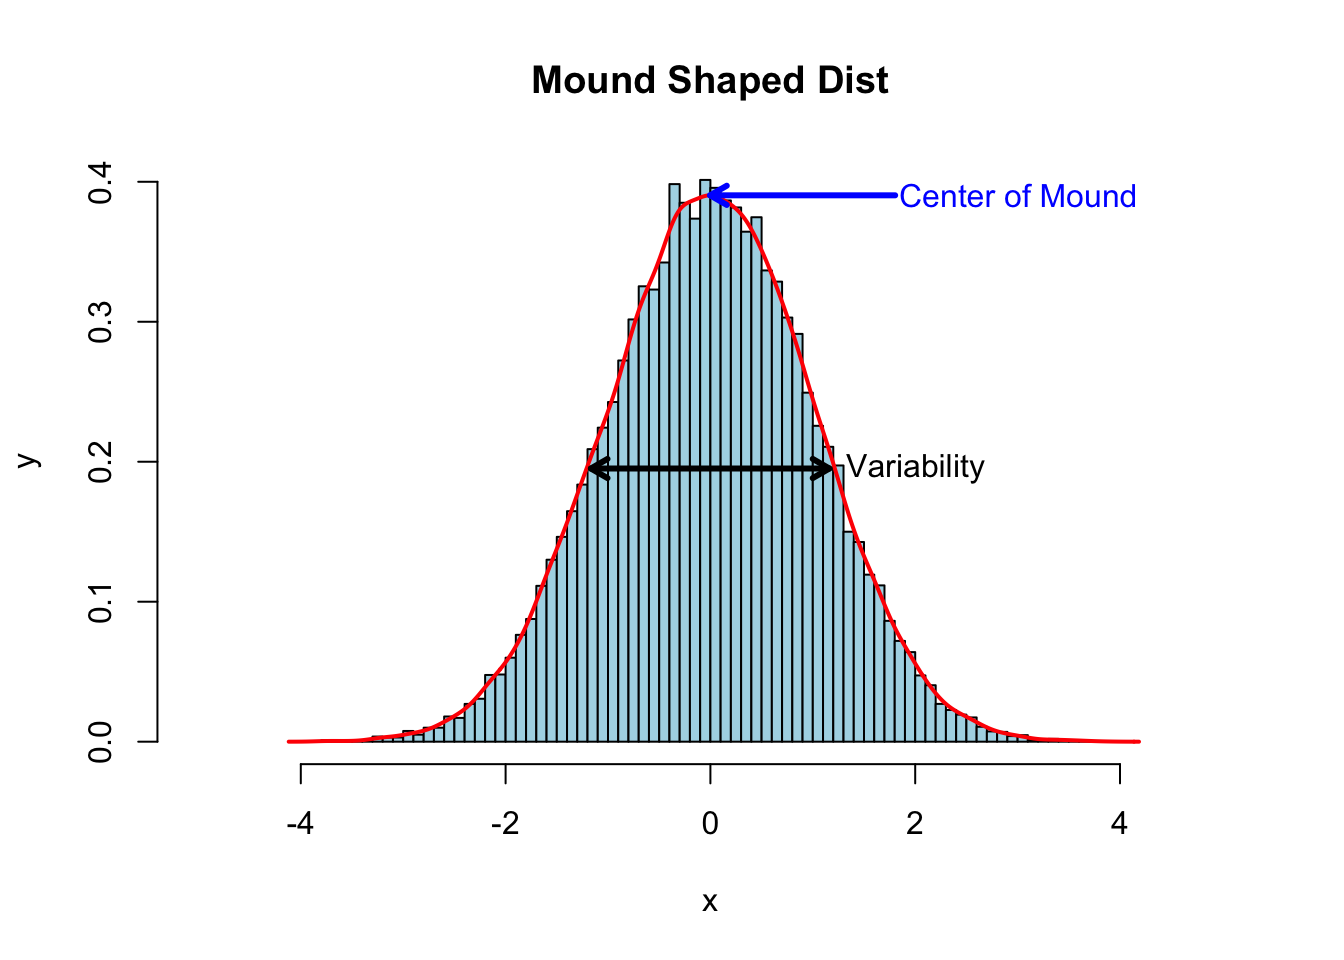 Mound Shaped Dist
0.4
Center of Mound
0.3
y
0.2
Variability
0.1
0.0
-4 -2 0 2 4
x